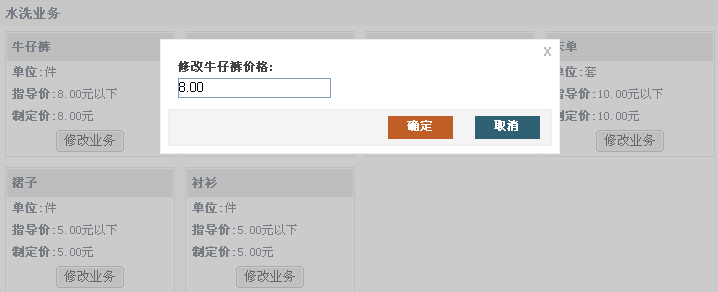 水洗业务
牛仔裤
单位:件
指导价:8.00元以下
制定价:8.00元
修改业务
X
修改牛仔裤价格:
8.00
确定
取消
单
单位:套
指导价:10.00元以下
制定价:10.00元
修改业务
裙子
单位:件
指导价:5.00元以下
制定价:5.00元
修改业务
衬衫
单位:件
指导价:5.00元以下
制定价:5.00元
修改业务